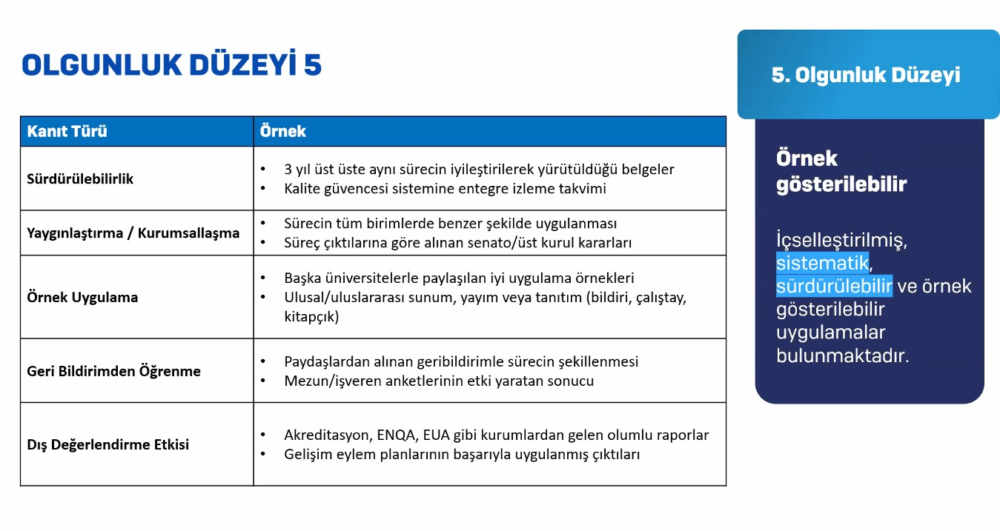 OLGUNLUK DÜZEYİ 5
Kanıt Türü
Örnek
Sürdürülebilirlik
• 3 yıl üst üste aynı sürecin iyileştirilerek yürütüldüğü belgeler
• Kalite güvencesi sistemine entegre izleme takvimi
Yaygınlaştırma / Kurumsallaşma
• Sürecin tüm birimlerde benzer şekilde uygulanması
• Süreç çıktılarına göre alınan senato/üst kurul kararları
Örnek Uygulama
• Başka üniversitelerle paylaşılan iyi uygulama örnekleri
• Ulusal/uluslararası sunum, yayım veya tanıtım (bildiri, çalıştay,
kitapçık)
Geri Bildirimden Öğrenme
• Paydaşlardan alınan geribildirimle sürecin şekillenmesi
• Mezun/işveren anketlerinin etki yaratan sonucu
Dış Değerlendirme Etkisi
• Akreditasyon, ENQA, EUA gibi kurumlardan gelen olumlu raporlar
• Gelişim eylem planlarının başarıyla uygulanmış çıktıları
5. Olgunluk Düzeyi
Örnek
gösterilebilir
İçselleştirilmiş,
sistematik,
sürdürülebilir ve örnek
gösterilebilir
uygulamalar
bulunmaktadır.